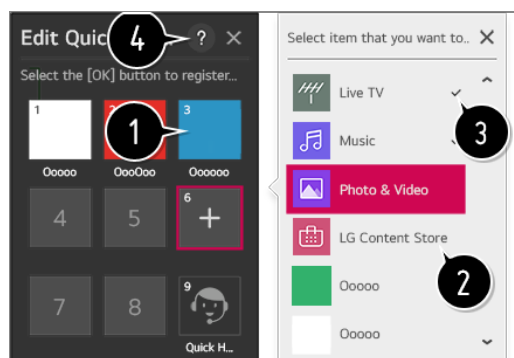 Edit Quic
4
?
Select the [OK] button to register...
1
2
3
1
Ooooo
OooOoo
Oooooo
4
5
6
+
7
8
9
Quick H...
Select item that you want to..
Live TV
3
Music
Photo & Video
LG Content Store
2
Ooooo
Ooooo